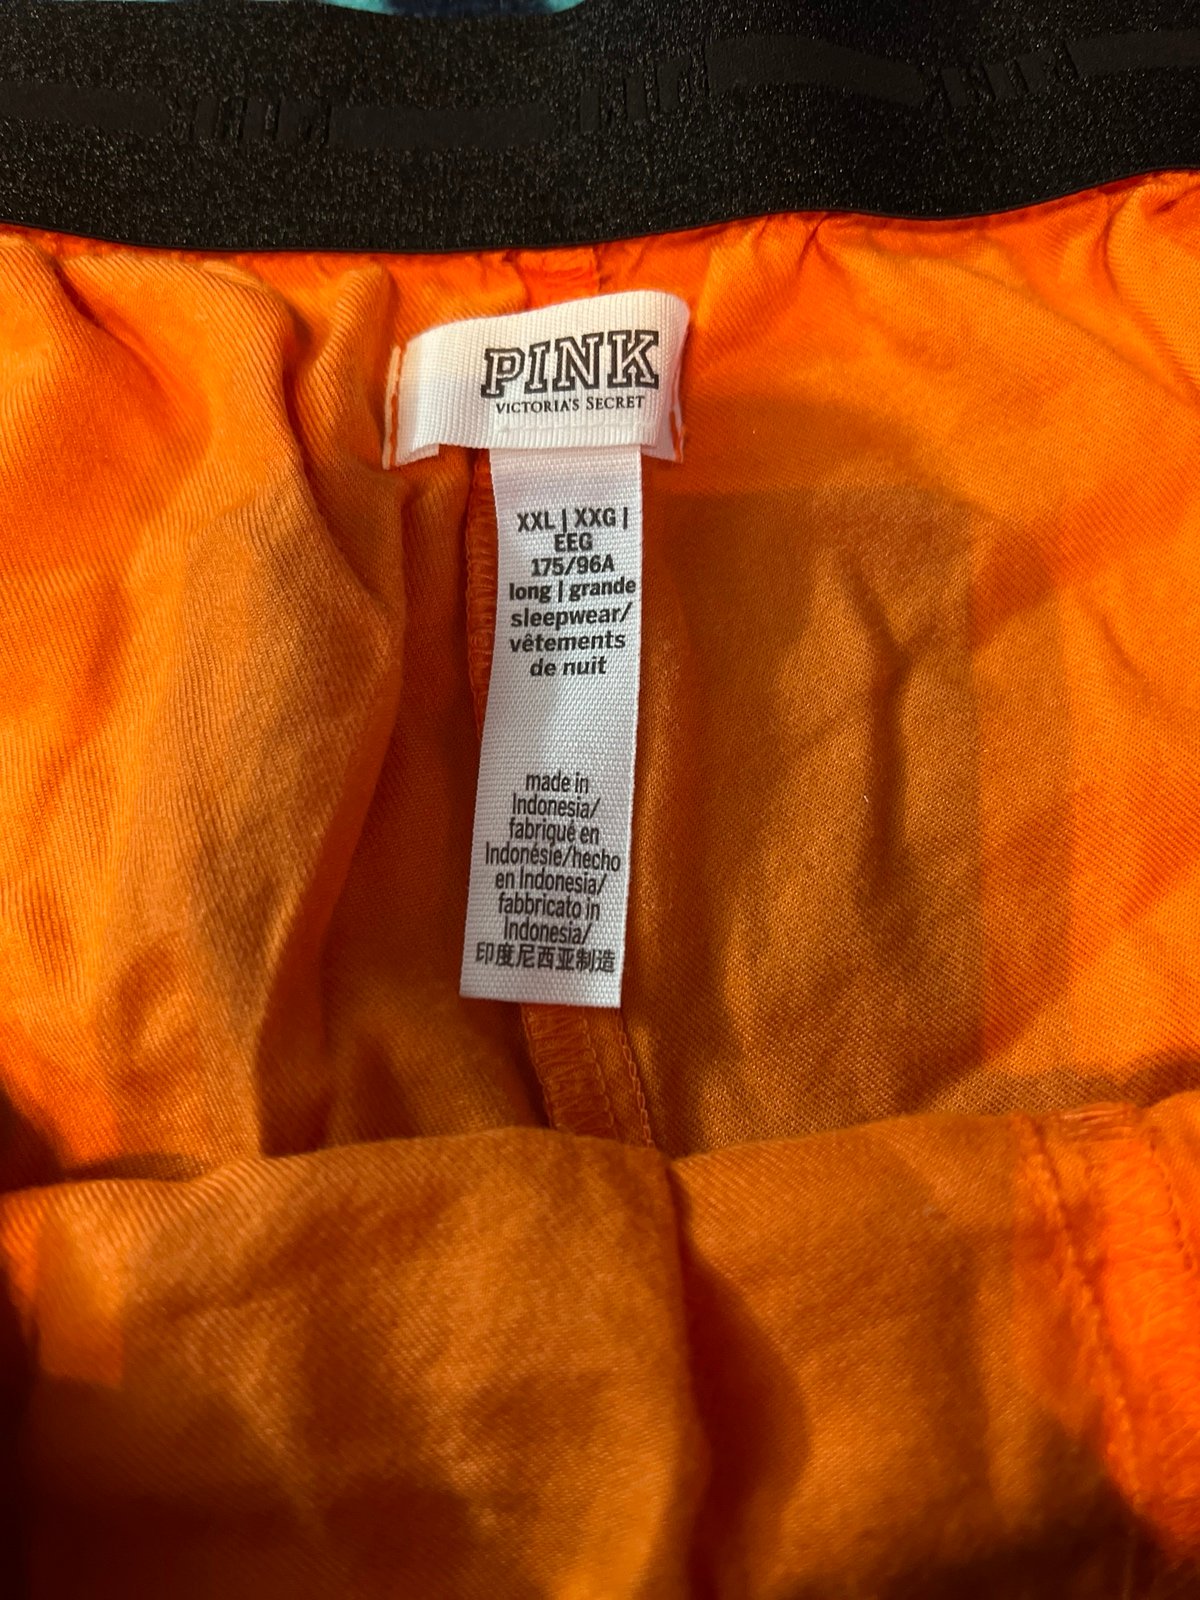 PINK
VICTORIA'S SECRET
XXL | XXG |
EEG
175/96A
long | grande
sleepwear/
vêtements
de nuit
made in
Indonesia/
fabriqué en
Indonésie/hecho
en Indonesia/
fabbricato in
Indonesia/
印度尼西亚制造